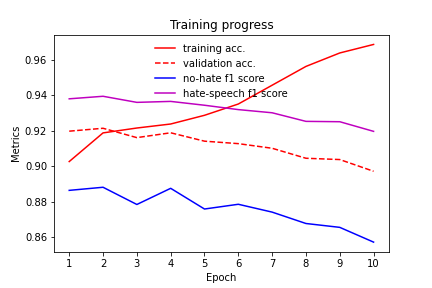 Training progress
training acc.
validation acc.
no-hate f1 score
hate-speech f1 score
Metrics
0.96
0.94
0.92
0.90
0.88
0.86
1 2 3 4 5 6 7 8 9 10
Epoch